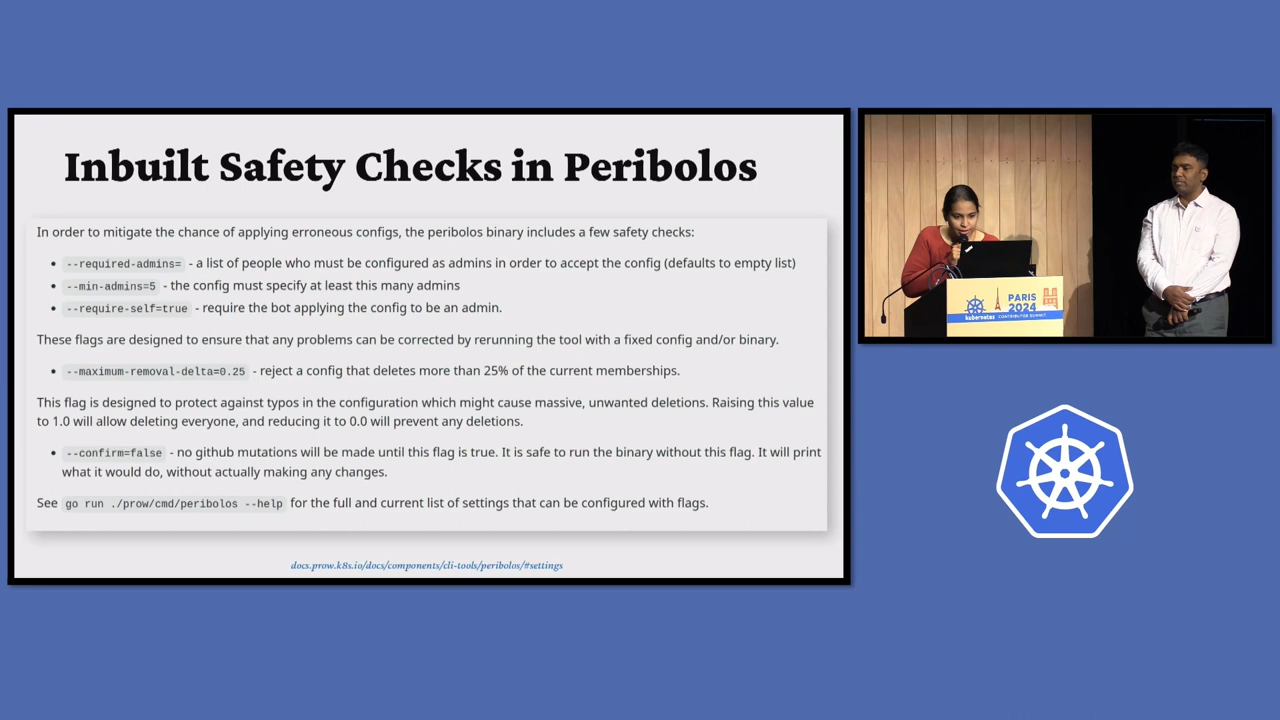 Inbuilt Safety Checks in Peribolos
In order to mitigate the chance of applying erroneous configs, the peribolos binary includes a few safety checks:
• --required-admins= - a list of people who must be configured as admins in order to accept the config (defaults to empty list)
• --min-admins=5 - the config must specify at least this many admins
• --require-self=true - require the bot applying the config to be an admin.
These flags are designed to ensure that any problems can be corrected by rerunning the tool with a fixed config and/or binary.
• --maximum-removal-delta=0.25 - reject a config that deletes more than 25% of the current memberships.
This flag is designed to protect against typos in the configuration which might cause massive, unwanted deletions. Raising this value
to 1.0 will allow deleting everyone, and reducing it to 0.0 will prevent any deletions.
• --confirm=false - no github mutations will be made until this flag is true. It is safe to run the binary without this flag. It will print
what it would do, without actually making any changes.
See go run ./prow/cmd/peribolos --help for the full and current list of settings that can be configured with flags.
docs.prow.k8s.io/docs/components/cli-tools/peribolos/#settings
PARIS
2024
kubernetes CONTRIBUTOR SUMMIT